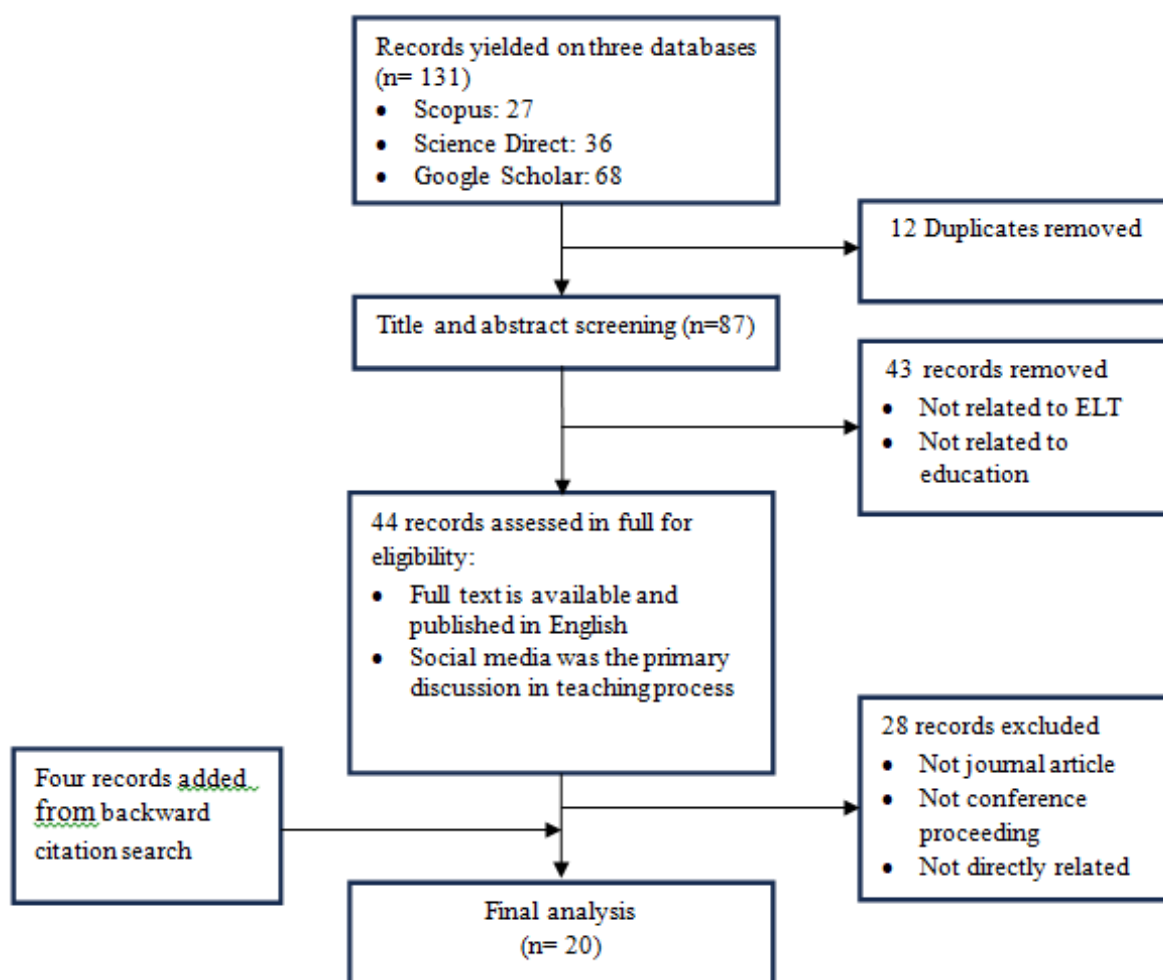 Records yielded on three databases
(n= 131)
• Scopus: 27
• Science Direct: 36
• Google Scholar: 68
12 Duplicates removed
Title and abstract screening (n=87)
43 records removed
• Not related to ELT
• Not related to
education
44 records assessed in full for
eligibility:
• Full text is available and
published in English
• Social media was the primary
discussion in teaching process
28 records excluded
• Not journal article
• Not conference
proceeding
• Not directly related
Four records added
from backward
citation search
Final analysis
(n= 20)